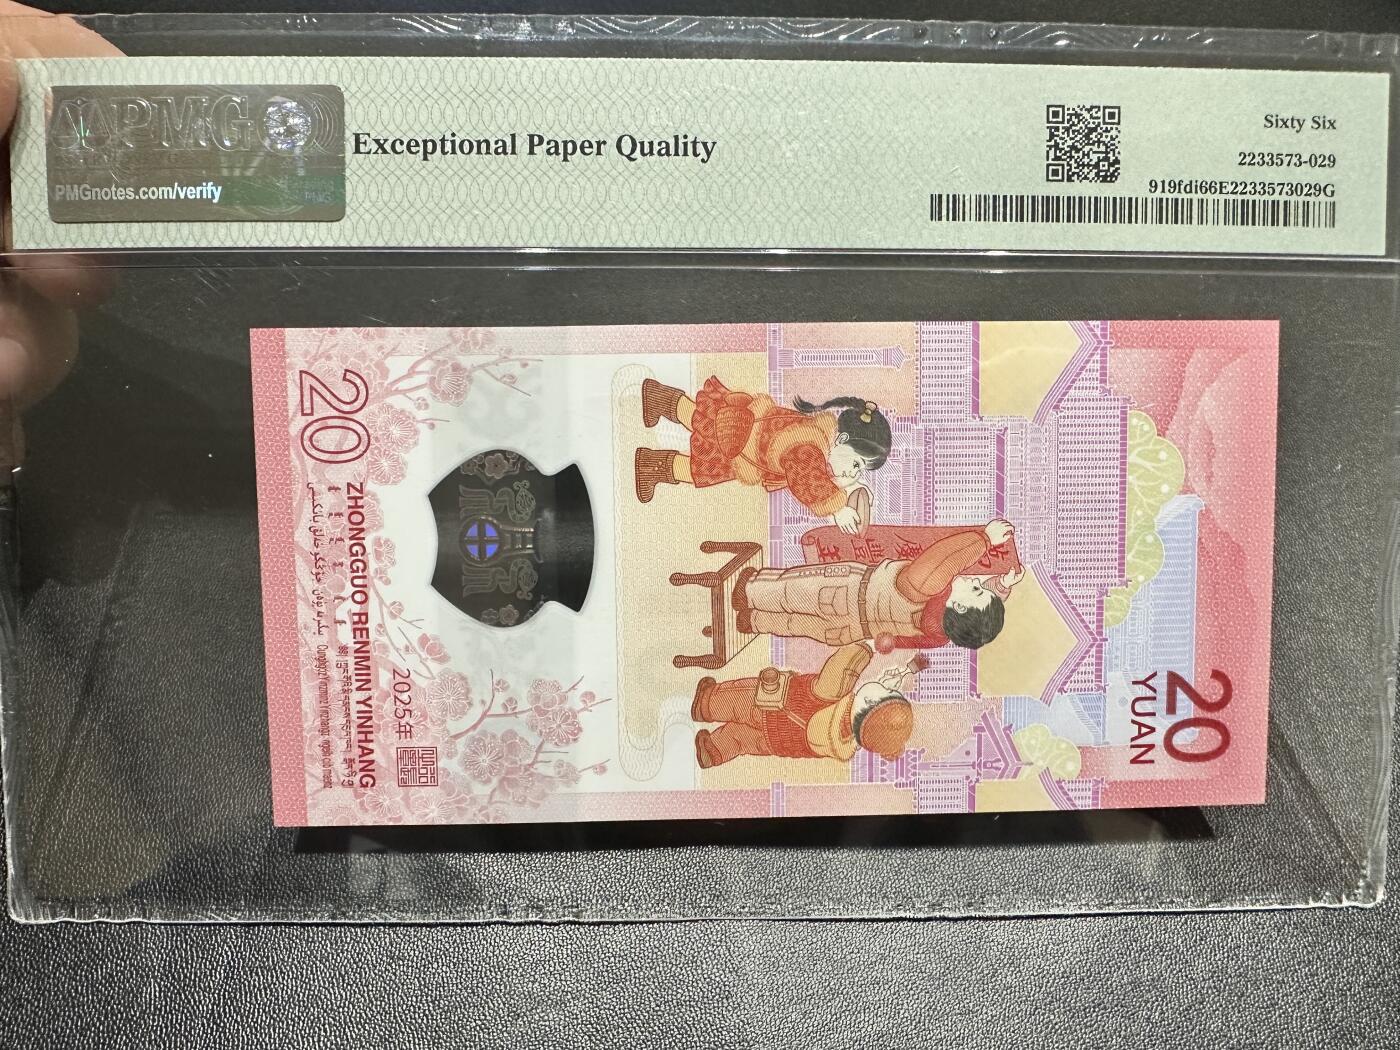 PMG
PMGnotes.com/verify
Exceptional Paper Quality
Sixty Six
2233573-029
919fdi66E2233573029G
20
ZHONGGUO RENMIN YINHANG
2025年
20
YUAN